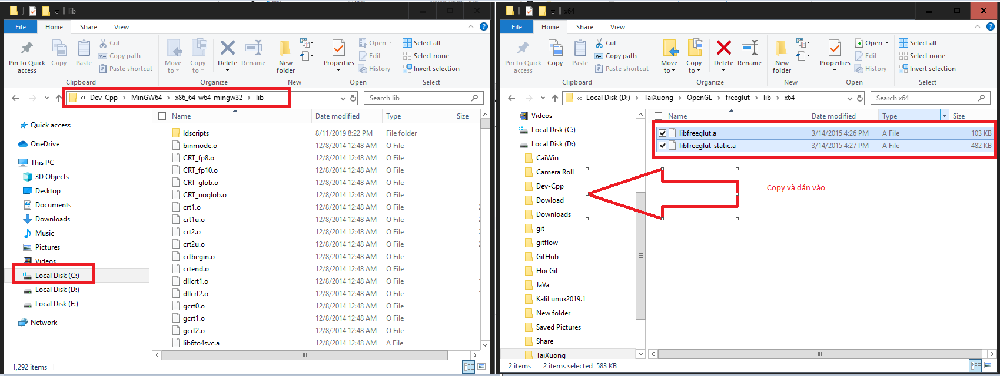 lib
File Home Share View
Pin to Quick access
Copy
Paste
Cut
Copy path
Paste shortcut
Clipboard
Move to
Copy to
Delete
Rename
Organize
New folder
New
Properties
Open
Edit
History
Open
Select all
Select none
Invert selection
Select
« Dev-Cpp > MinGW64 > x86_64-w64-mingw32 > lib
Search lib
Quick access
OneDrive
This PC
3D Objects
Desktop
Documents
Downloads
Music
Pictures
Videos
Local Disk (C:)
Local Disk (D:)
Local Disk (E:)
Network
Name Date modified Type Size
ldscripts 8/11/2019 8:22 PM File folder
binmode.o 12/8/2014 12:48 AM O File
CRT_fp8.o 12/8/2014 12:48 AM O File
CRT_fp10.o 12/8/2014 12:48 AM O File
CRT_glob.o 12/8/2014 12:48 AM O File
CRT_noglob.o 12/8/2014 12:48 AM O File
crt1.o 12/8/2014 12:48 AM O File
crt1u.o 12/8/2014 12:48 AM O File
crt2.o 12/8/2014 12:48 AM O File
crt2u.o 12/8/2014 12:48 AM O File
crtbegin.o 12/8/2014 12:48 AM O File
crtend.o 12/8/2014 12:48 AM O File
dllcrt1.o 12/8/2014 12:48 AM O File
dllcrt2.o 12/8/2014 12:48 AM O File
gcrt0.o 12/8/2014 12:48 AM O File
gcrt1.o 12/8/2014 12:48 AM O File
gcrt2.o 12/8/2014 12:48 AM O File
lib6to4svc.a 12/8/2014 12:48 AM A File
1,292 items
x64
File Home Share View
Pin to Quick access
Copy
Paste
Cut
Copy path
Paste shortcut
Clipboard
Move to
Copy to
Delete
Rename
Organize
New folder
New
Properties
Open
Edit
History
Open
Select all
Select none
Invert selection
Select
« Local Disk (D:) > TaiXuong > OpenGL > freeglut > lib > x64
Search x64
Videos
Local Disk (C:)
Local Disk (D:)
CaiWin
Camera Roll
Dev-Cpp
Dowload
Downloads
git
gitflow
GitHub
HocGit
JaVa
KaliLunux2019.1
New folder
Saved Pictures
Share
TaiXuong
Name Date modified Type Size
libfreeglut.a 3/14/2015 4:26 PM A File 103 KB
libfreeglut_static.a 3/14/2015 4:27 PM A File 482 KB
Copy và dán vào
2 items 2 items selected 583 KB